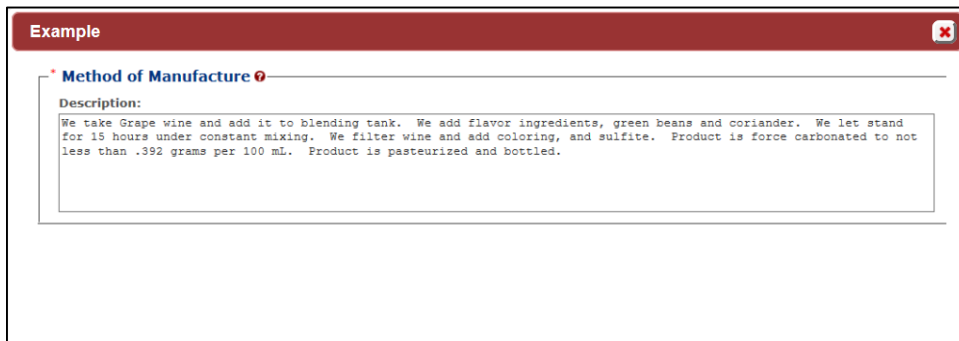 Example
* Method of Manufacture
Description:
We take Grape wine and add it to blending tank.  We add flavor ingredients, green beans and coriander.  We let stand
for 15 hours under constant mixing.  We filter wine and add coloring, and sulfite.  Product is force carbonated to not
less than .392 grams per 100 mL.  Product is pasteurized and bottled.